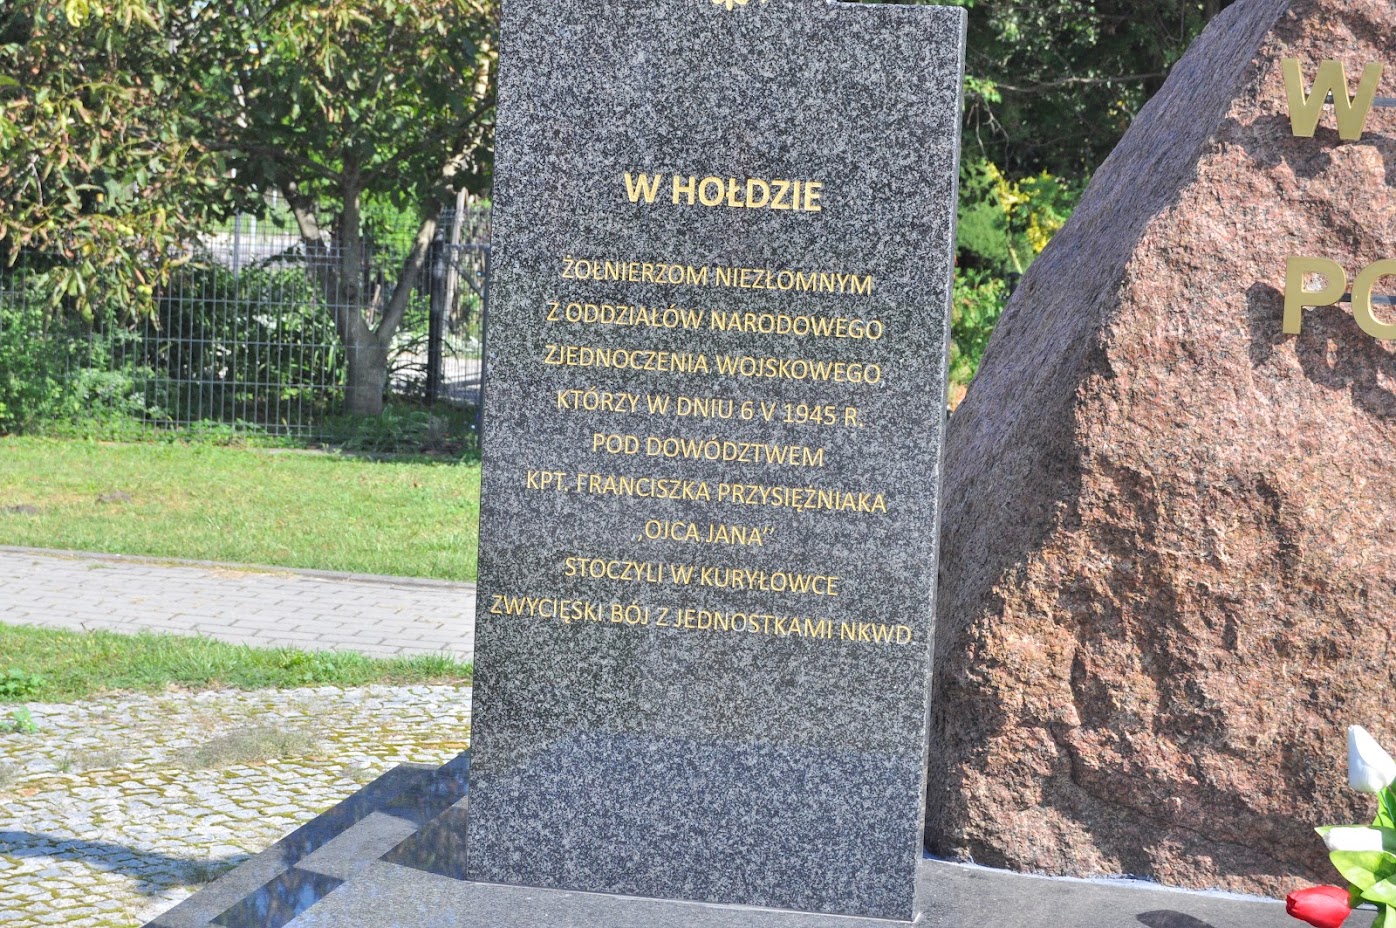 W HOŁDZIE
ŻOŁNIERZOM NIEZŁOMNYM
Z ODDZIAŁÓW NARODOWEGO
ZJEDNOCZENIA WOJSKOWEGO
KTÓRZY W DNIU 6 V 1945 R.
POD DOWÓDZTWEM
KPT. FRANCISZKA PRZYSIĘŻNIAKA
,,OJCA JANA''
STOCZYLI W KURYŁÓWCE
ZWYCIĘSKI BÓJ Z JEDNOSTKAMI NKWD
W
PO